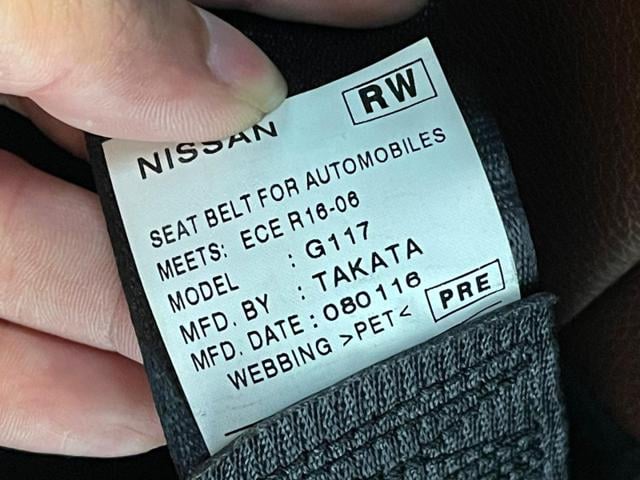 RW
NISSAN
SEAT BELT FOR AUTOMOBILES
MEETS: ECE R16-06
MODEL : G117
MFD. BY : TAKATA
MFD. DATE : 080116
PRE
WEBBING >PET<